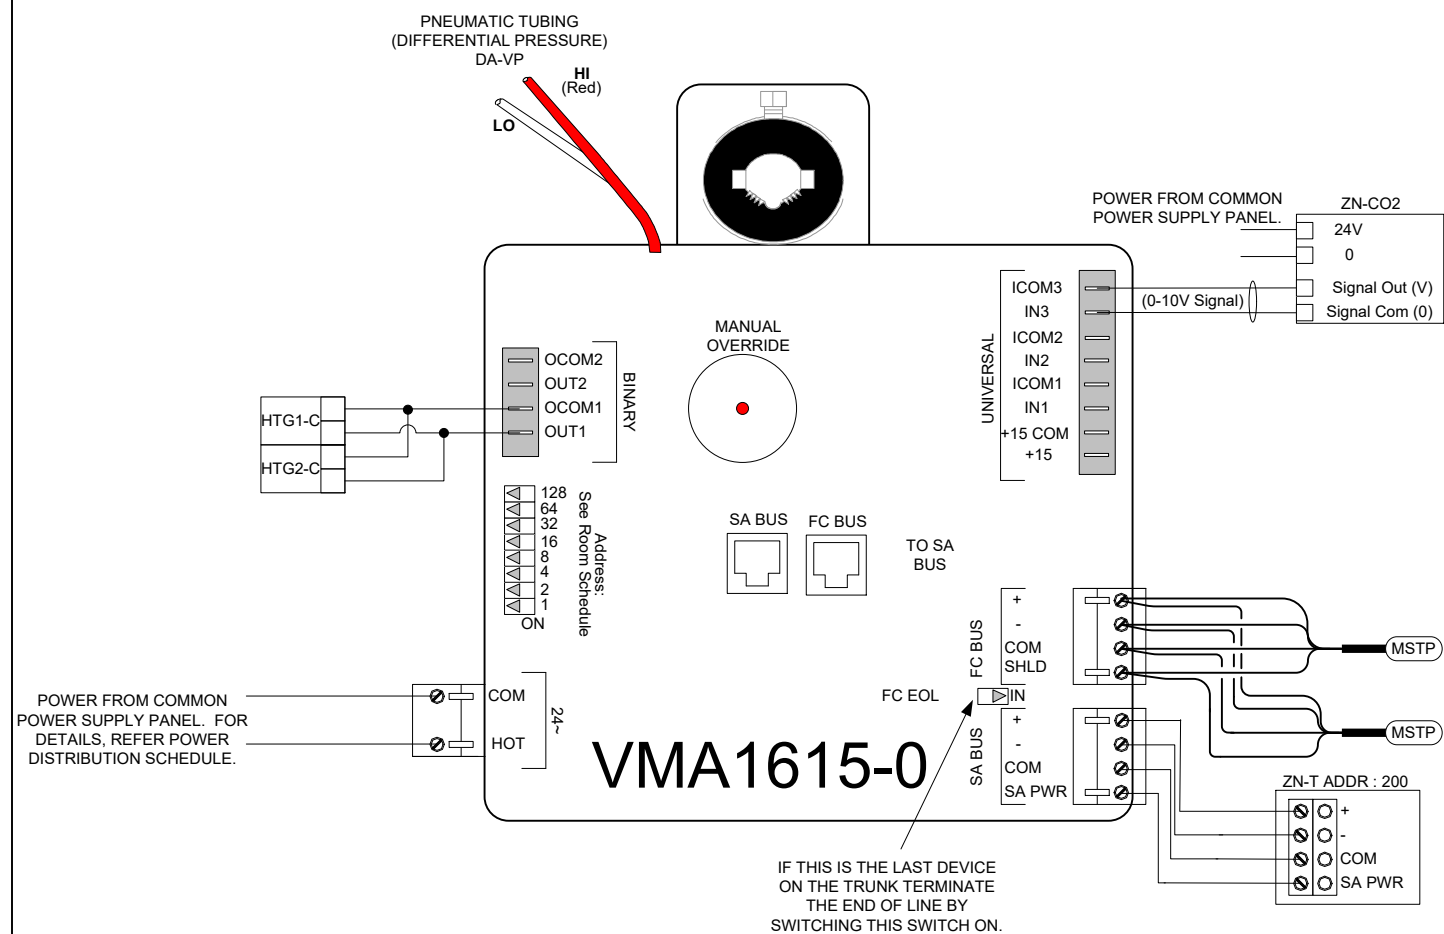 PNEUMATIC TUBING
(DIFFERENTIAL PRESSURE)
DA-VP
HI
(Red)
LO
POWER FROM COMMON
POWER SUPPLY PANEL.
ZN-CO2
24V
0
Signal Out (V)
Signal Com (0)
(0-10V Signal)
UNIVERSAL
ICOM3
IN3
ICOM2
IN2
ICOM1
IN1
+15 COM
+15
MANUAL
OVERRIDE
OCOM2
OUT2
OCOM1
OUT1
BINARY
HTG1-C
HTG2-C
128
64
32
16
8
4
2
1
ON
Address:
See Room Schedule
SA BUS
FC BUS
TO SA
BUS
FC BUS
+
-
COM
SHLD
FC EOL
IN
SA BUS
+
-
COM
SA PWR
MSTP
MSTP
POWER FROM COMMON
POWER SUPPLY PANEL. FOR
DETAILS, REFER POWER
DISTRIBUTION SCHEDULE.
COM
HOT
24~
VMA1615-0
ZN-T ADDR : 200
+
-
COM
SA PWR
IF THIS IS THE LAST DEVICE
ON THE TRUNK TERMINATE
THE END OF LINE BY
SWITCHING THIS SWITCH ON.